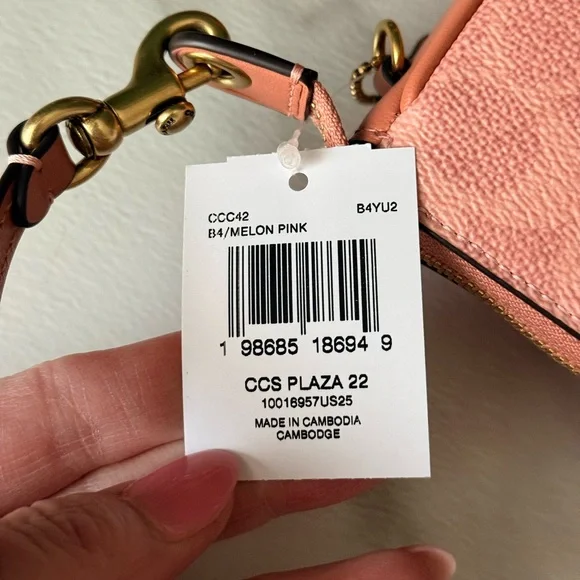 CCC42 B4YU2
B4/MELON PINK
1 98685 18694 9
CCS PLAZA 22
10016957US25
MADE IN CAMBODIA
CAMBODGE